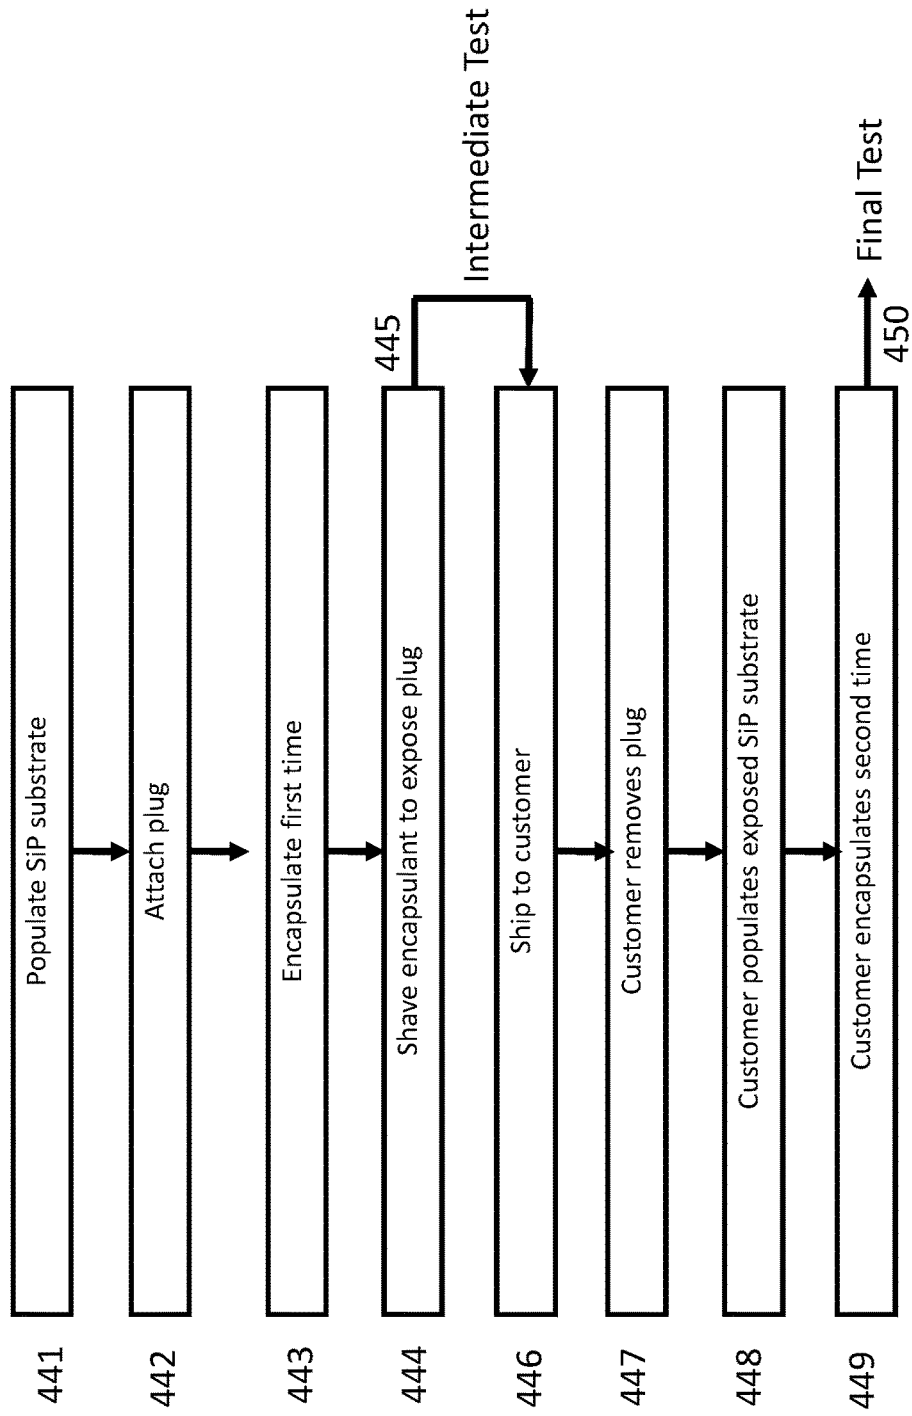 441
Populate SiP substrate
442
Attach plug
443
Encapsulate first time
444
Shave encapsulant to expose plug
445
Intermediate Test
446
Ship to customer
447
Customer removes plug
448
Customer populates exposed SiP substrate
449
Customer encapsulates second time
450
Final Test